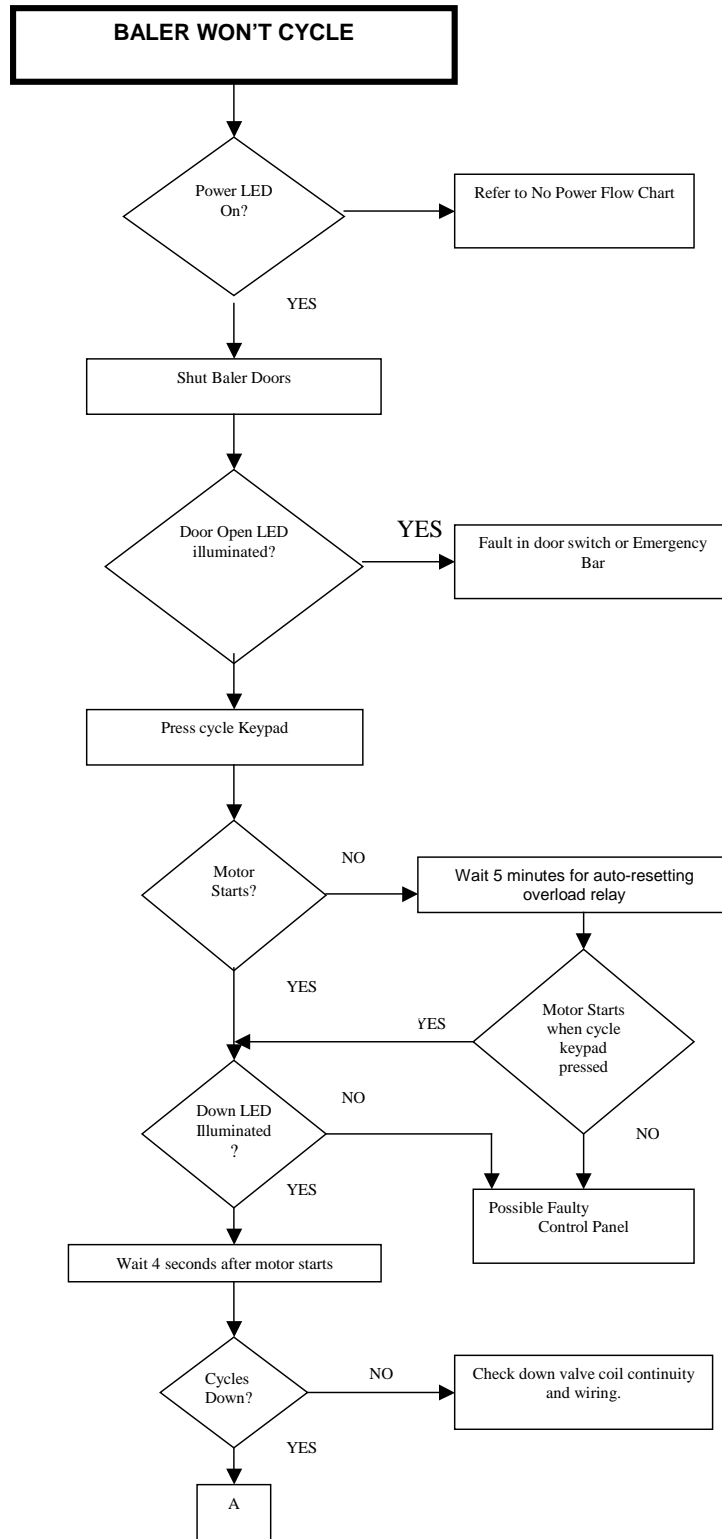 BALER WON'T CYCLE
Power LED
On?
Refer to No Power Flow Chart
YES
Shut Baler Doors
Door Open LED
illuminated?
YES
Fault in door switch or Emergency
Bar
Press cycle Keypad
Motor
Starts?
NO
Wait 5 minutes for auto-resetting
overload relay
YES
Motor Starts
when cycle
keypad
pressed
YES
Down LED
Illuminated
?
NO
NO
YES
Possible Faulty
Control Panel
Wait 4 seconds after motor starts
Cycles
Down?
NO
Check down valve coil continuity
and wiring.
YES
A